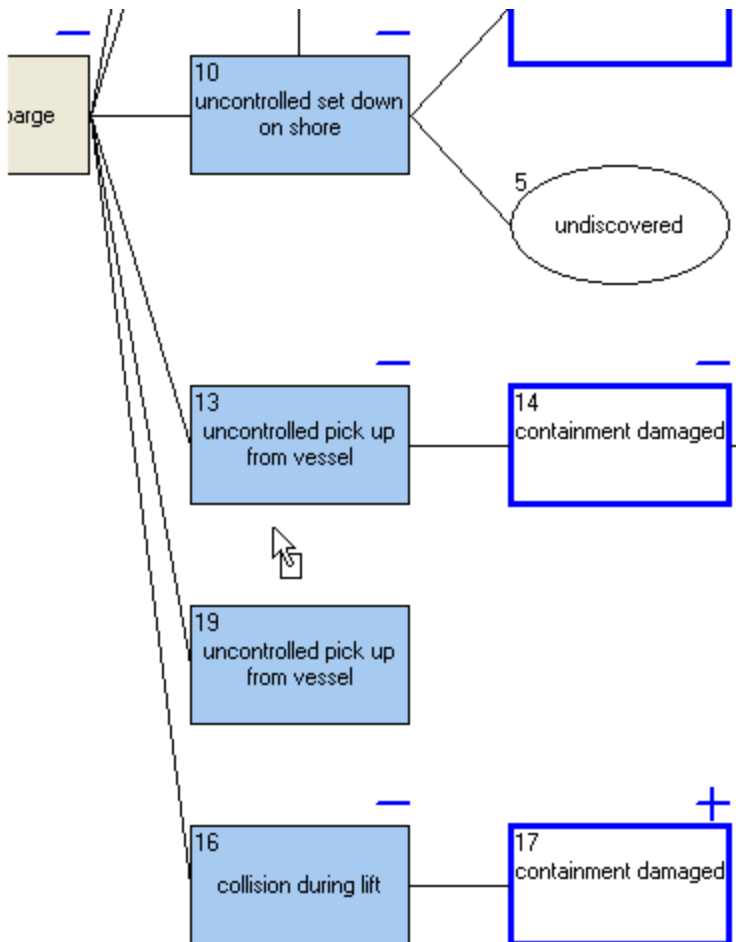 10
uncontrolled set down
on shore
5
undiscovered
13
uncontrolled pick up
from vessel
14
containment damaged
19
uncontrolled pick up
from vessel
16
collision during lift
17
containment damaged